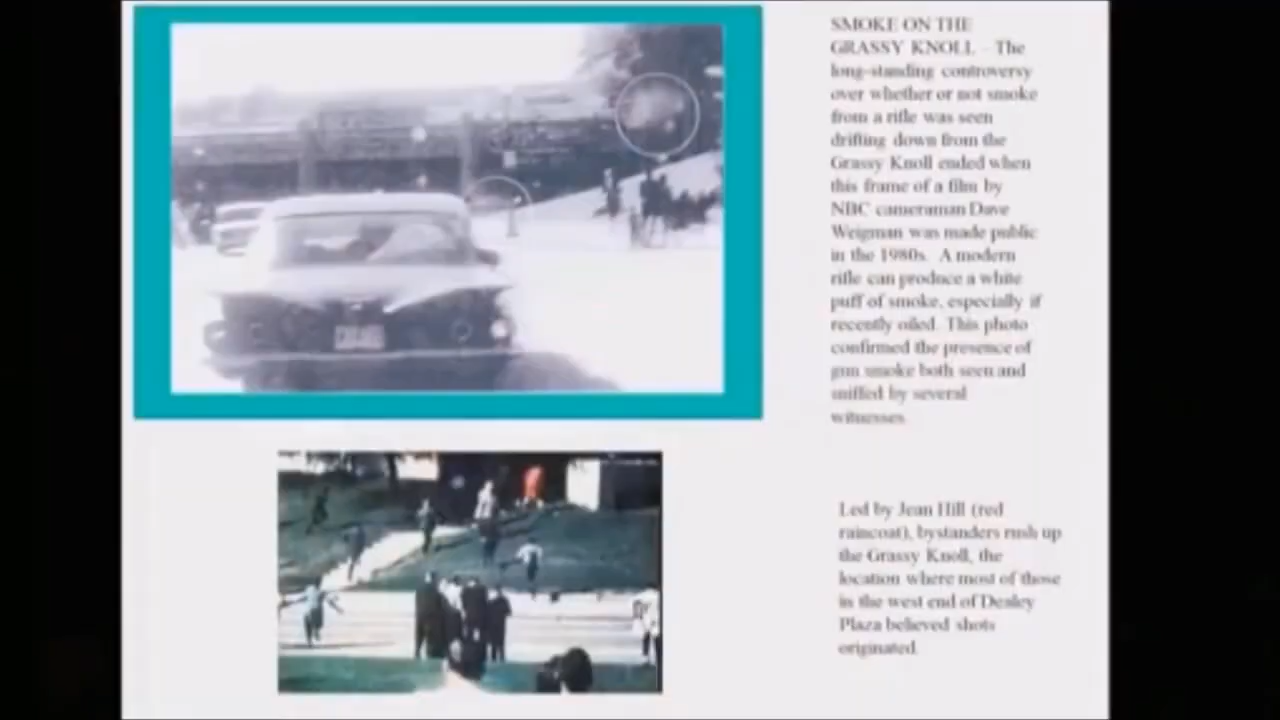 SMOKE ON THE
GRASSY KNOLL - The
long-standing controversy
over whether or not smoke
from a rifle was seen
drifting down from the
Grassy Knoll ended when
this frame of a film by
NBC cameraman Dave
Weigman was made public
in the 1980s. A modern
rifle can produce a white
puff of smoke, especially if
recently oiled. This photo
confirmed the presence of
gun smoke both seen and
sniffed by several
witnesses.
Led by Jean Hill (red
raincoat), bystanders rush up
the Grassy Knoll, the
location where most of those
in the west end of Dealey
Plaza believed shots
originated.